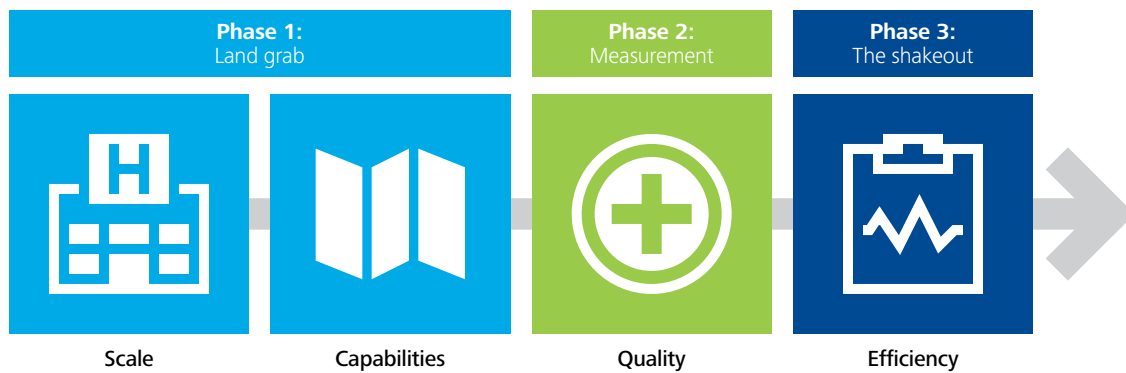 Phase 1:
Land grab
Phase 2:
Measurement
Phase 3:
The shakeout
H
Scale
Capabilities
Quality
Efficiency